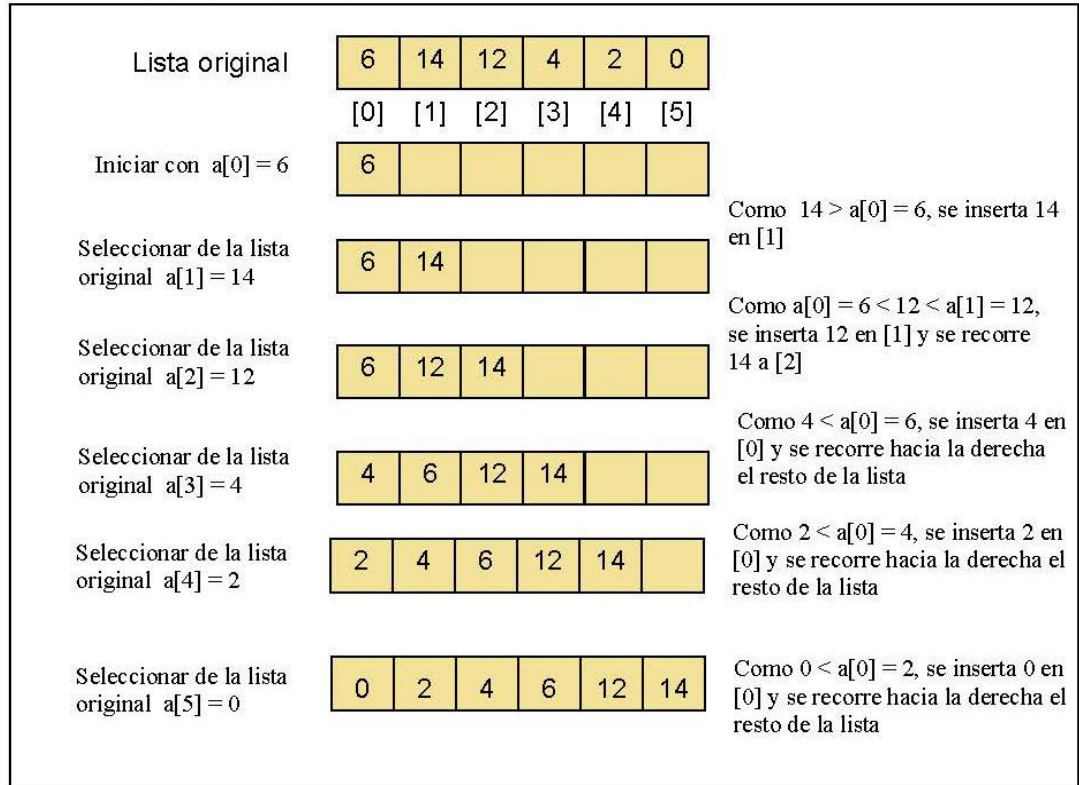 Lista original
6 14 12 4 2 0
[0] [1] [2] [3] [4] [5]
Iniciar con a[0] = 6
6
Como 14 > a[0] = 6, se inserta 14
en [1]
Seleccionar de la lista
original a[1] = 14
6 14
Como a[0] = 6 < 12 < a[1] = 12,
se inserta 12 en [1] y se recorre
14 a [2]
Seleccionar de la lista
original a[2] = 12
6 12 14
Como 4 < a[0] = 6, se inserta 4 en
[0] y se recorre hacia la derecha
el resto de la lista
Seleccionar de la lista
original a[3] = 4
4 6 12 14
Como 2 < a[0] = 4, se inserta 2 en
[0] y se recorre hacia la derecha el
resto de la lista
Seleccionar de la lista
original a[4] = 2
2 4 6 12 14
Como 0 < a[0] = 2, se inserta 0 en
[0] y se recorre hacia la derecha el
resto de la lista
Seleccionar de la lista
original a[5] = 0
0 2 4 6 12 14